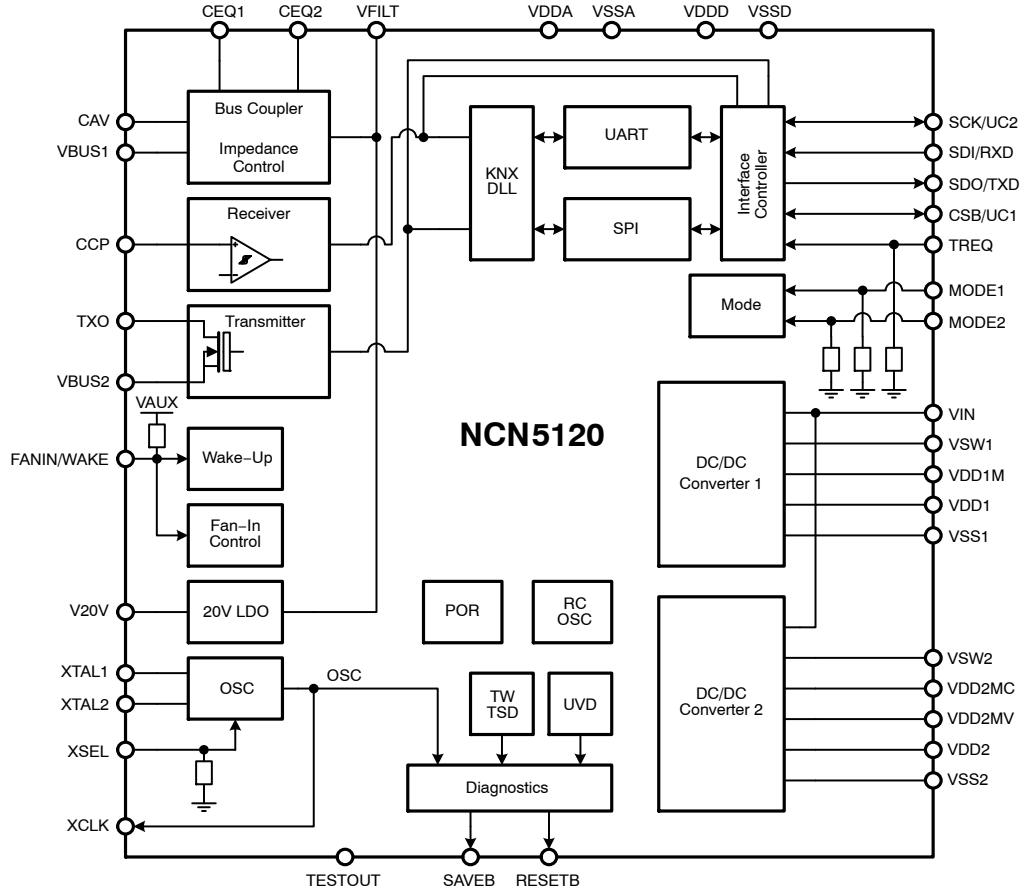 CEQ1
CEQ2
VFILT
VDDA
VSSA
VDDD
VSSD
Bus Coupler
Impedance
Control
CAV
VBUS1
Receiver
CCP
+
−
Transmitter
TXO
VBUS2
VAUX
FANIN/WAKE
Wake−Up
Fan−In
Control
V20V
20V LDO
XTAL1
XTAL2
OSC
OSC
XSEL
XCLK
KNX
DLL
UART
SPI
Interface
Controller
SCK/UC2
SDI/RXD
SDO/TXD
CSB/UC1
TREQ
Mode
MODE1
MODE2
NCN5120
DC/DC
Converter 1
VIN
VSW1
VDD1M
VDD1
VSS1
POR
RC
OSC
TW
TSD
UVD
Diagnostics
DC/DC
Converter 2
VSW2
VDD2MC
VDD2MV
VDD2
VSS2
TESTOUT
SAVEB
RESETB